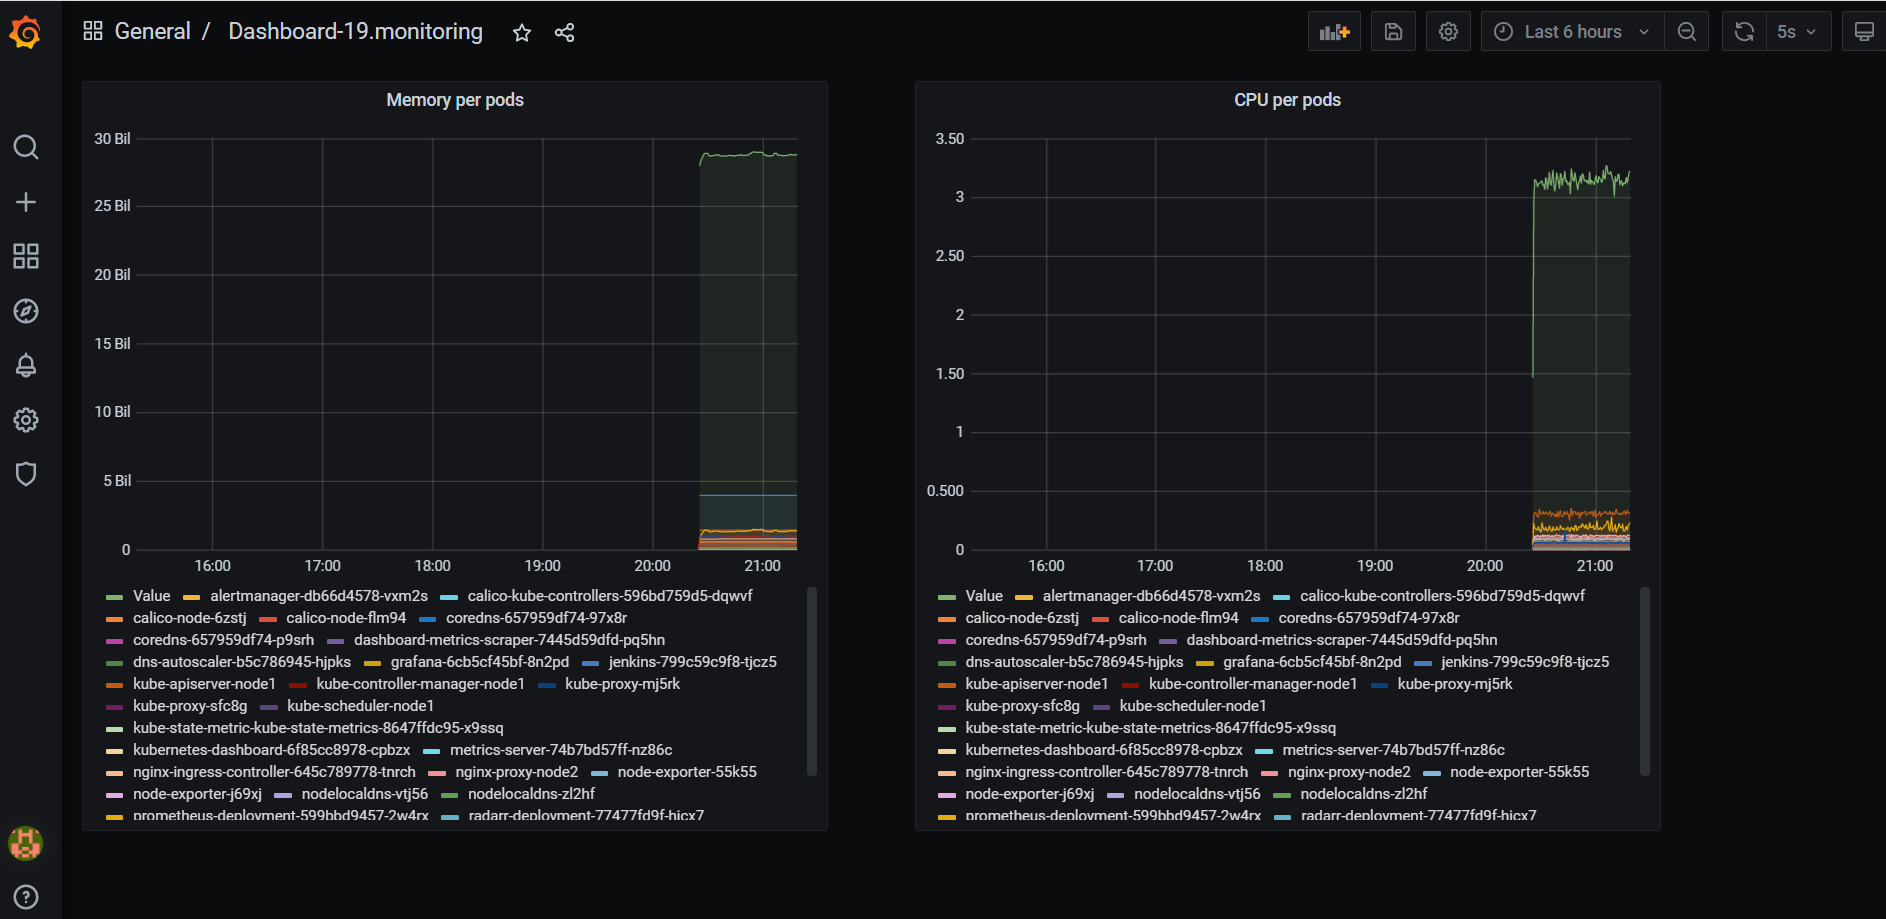 General / Dashboard-19.monitoring
Last 6 hours
5s
Memory per pods
30 Bil
25 Bil
20 Bil
15 Bil
10 Bil
5 Bil
0
16:00 17:00 18:00 19:00 20:00 21:00
Value alertmanager-db66d4578-vxm2s calico-kube-controllers-596bd759d5-dqwvf
calico-node-6zstj calico-node-flm94 coredns-657959df74-97x8r
coredns-657959df74-p9srh dashboard-metrics-scraper-7445d59dfd-pq5hn
dns-autoscaler-b5c786945-hjpks grafana-6cb5cf45bf-8n2pd jenkins-799c59c9f8-tjcz5
kube-apiserver-node1 kube-controller-manager-node1 kube-proxy-mj5rk
kube-proxy-sfc8g kube-scheduler-node1
kube-state-metric-kube-state-metrics-8647ffdc95-x9ssq
kubernetes-dashboard-6f85cc8978-cpbzx metrics-server-74b7bd57ff-nz86c
nginx-ingress-controller-645c789778-tnrch nginx-proxy-node2 node-exporter-55k55
node-exporter-j69xj nodelocaldns-vtj56 nodelocaldns-zl2hf
prometheus-deployment-599bbd9457-2w4rx radarr-deployment-77477fd9f-hjcx7
CPU per pods
3.50
3
2.50
2
1.50
1
0.500
0
16:00 17:00 18:00 19:00 20:00 21:00
Value alertmanager-db66d4578-vxm2s calico-kube-controllers-596bd759d5-dqwvf
calico-node-6zstj calico-node-flm94 coredns-657959df74-97x8r
coredns-657959df74-p9srh dashboard-metrics-scraper-7445d59dfd-pq5hn
dns-autoscaler-b5c786945-hjpks grafana-6cb5cf45bf-8n2pd jenkins-799c59c9f8-tjcz5
kube-apiserver-node1 kube-controller-manager-node1 kube-proxy-mj5rk
kube-proxy-sfc8g kube-scheduler-node1
kube-state-metric-kube-state-metrics-8647ffdc95-x9ssq
kubernetes-dashboard-6f85cc8978-cpbzx metrics-server-74b7bd57ff-nz86c
nginx-ingress-controller-645c789778-tnrch nginx-proxy-node2 node-exporter-55k55
node-exporter-j69xj nodelocaldns-vtj56 nodelocaldns-zl2hf
prometheus-deployment-599bbd9457-2w4rx radarr-deployment-77477fd9f-hjcx7